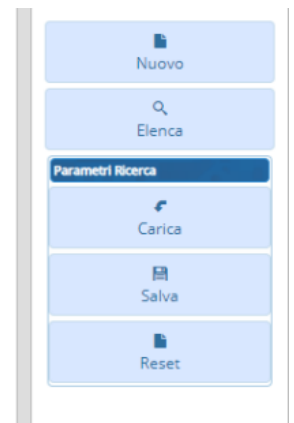 Nuovo
Elenca
Parametri Ricerca
Carica
Salva
Reset